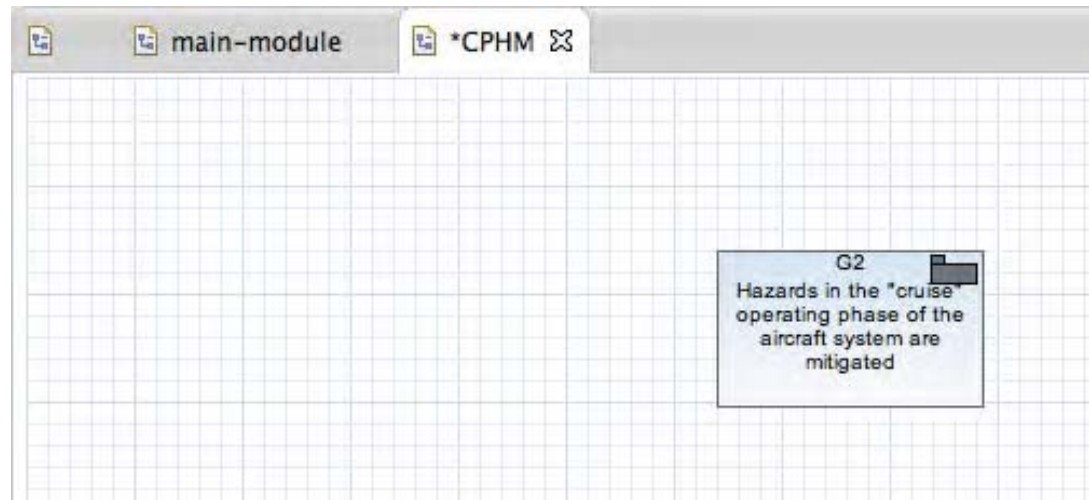 main-module
*CPHM
G2
Hazards in the "cruise"
operating phase of the
aircraft system are
mitigated